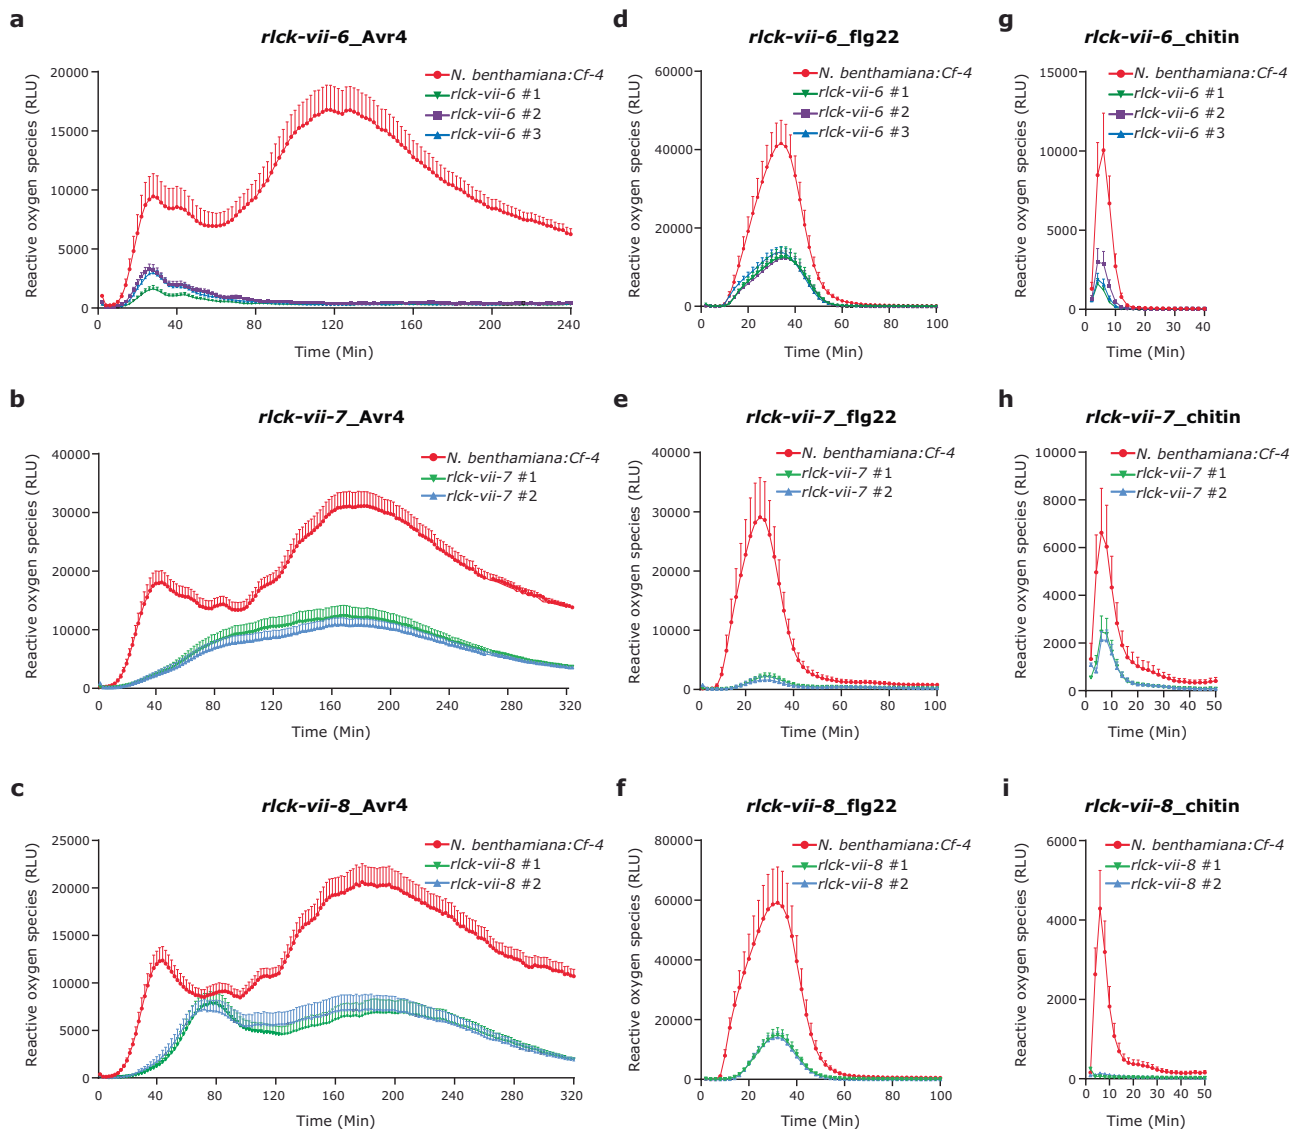 a
rlck-vii-6_Avr4
Reactive oxygen species (RLU)
20000
15000
10000
5000
0
0 40 80 120 160 200 240
Time (Min)
N. benthamiana:Cf-4
rlck-vii-6 #1
rlck-vii-6 #2
rlck-vii-6 #3
d
rlck-vii-6_flg22
Reactive oxygen species (RLU)
60000
40000
20000
0
0 20 40 60 80 100
Time (Min)
N. benthamiana:Cf-4
rlck-vii-6 #1
rlck-vii-6 #2
rlck-vii-6 #3
g
rlck-vii-6_chitin
Reactive oxygen species (RLU)
15000
10000
5000
0
0 10 20 30 40
Time (Min)
N. benthamiana:Cf-4
rlck-vii-6 #1
rlck-vii-6 #2
rlck-vii-6 #3
b
rlck-vii-7_Avr4
Reactive oxygen species (RLU)
40000
30000
20000
10000
0
0 40 80 120 160 200 240 280 320
Time (Min)
N. benthamiana:Cf-4
rlck-vii-7 #1
rlck-vii-7 #2
e
rlck-vii-7_flg22
Reactive oxygen species (RLU)
40000
30000
20000
10000
0
0 20 40 60 80 100
Time (Min)
N. benthamiana:Cf-4
rlck-vii-7 #1
rlck-vii-7 #2
h
rlck-vii-7_chitin
Reactive oxygen species (RLU)
10000
8000
6000
4000
2000
0
0 10 20 30 40 50
Time (Min)
N. benthamiana:Cf-4
rlck-vii-7 #1
rlck-vii-7 #2
c
rlck-vii-8_Avr4
Reactive oxygen species (RLU)
25000
20000
15000
10000
5000
0
0 40 80 120 160 200 240 280 320
Time (Min)
N. benthamiana:Cf-4
rlck-vii-8 #1
rlck-vii-8 #2
f
rlck-vii-8_flg22
Reactive oxygen species (RLU)
80000
60000
40000
20000
0
0 20 40 60 80 100
Time (Min)
N. benthamiana:Cf-4
rlck-vii-8 #1
rlck-vii-8 #2
i
rlck-vii-8_chitin
Reactive oxygen species (RLU)
6000
4000
2000
0
0 10 20 30 40 50
Time (Min)
N. benthamiana:Cf-4
rlck-vii-8 #1
rlck-vii-8 #2